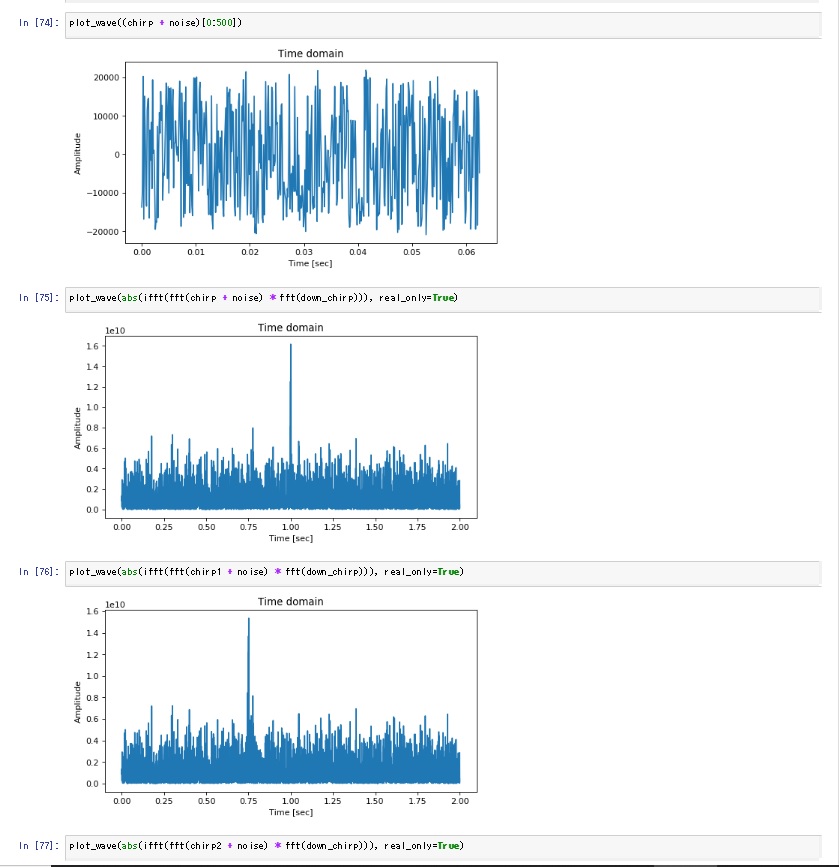 In [74]: plot_wave((chirp + noise)[0:500])
Time domain
20000
10000
0
−10000
−20000
Amplitude
0.00 0.01 0.02 0.03 0.04 0.05 0.06
Time [sec]
In [75]: plot_wave(abs(ifft(fft(chirp + noise) * fft(down_chirp))), real_only=True)
1e10 Time domain
1.6
1.4
1.2
1.0
0.8
0.6
0.4
0.2
0.0
Amplitude
0.00 0.25 0.50 0.75 1.00 1.25 1.50 1.75 2.00
Time [sec]
In [76]: plot_wave(abs(ifft(fft(chirp1 + noise) * fft(down_chirp))), real_only=True)
1e10 Time domain
1.6
1.4
1.2
1.0
0.8
0.6
0.4
0.2
0.0
Amplitude
0.00 0.25 0.50 0.75 1.00 1.25 1.50 1.75 2.00
Time [sec]
In [77]: plot_wave(abs(ifft(fft(chirp2 + noise) * fft(down_chirp))), real_only=True)